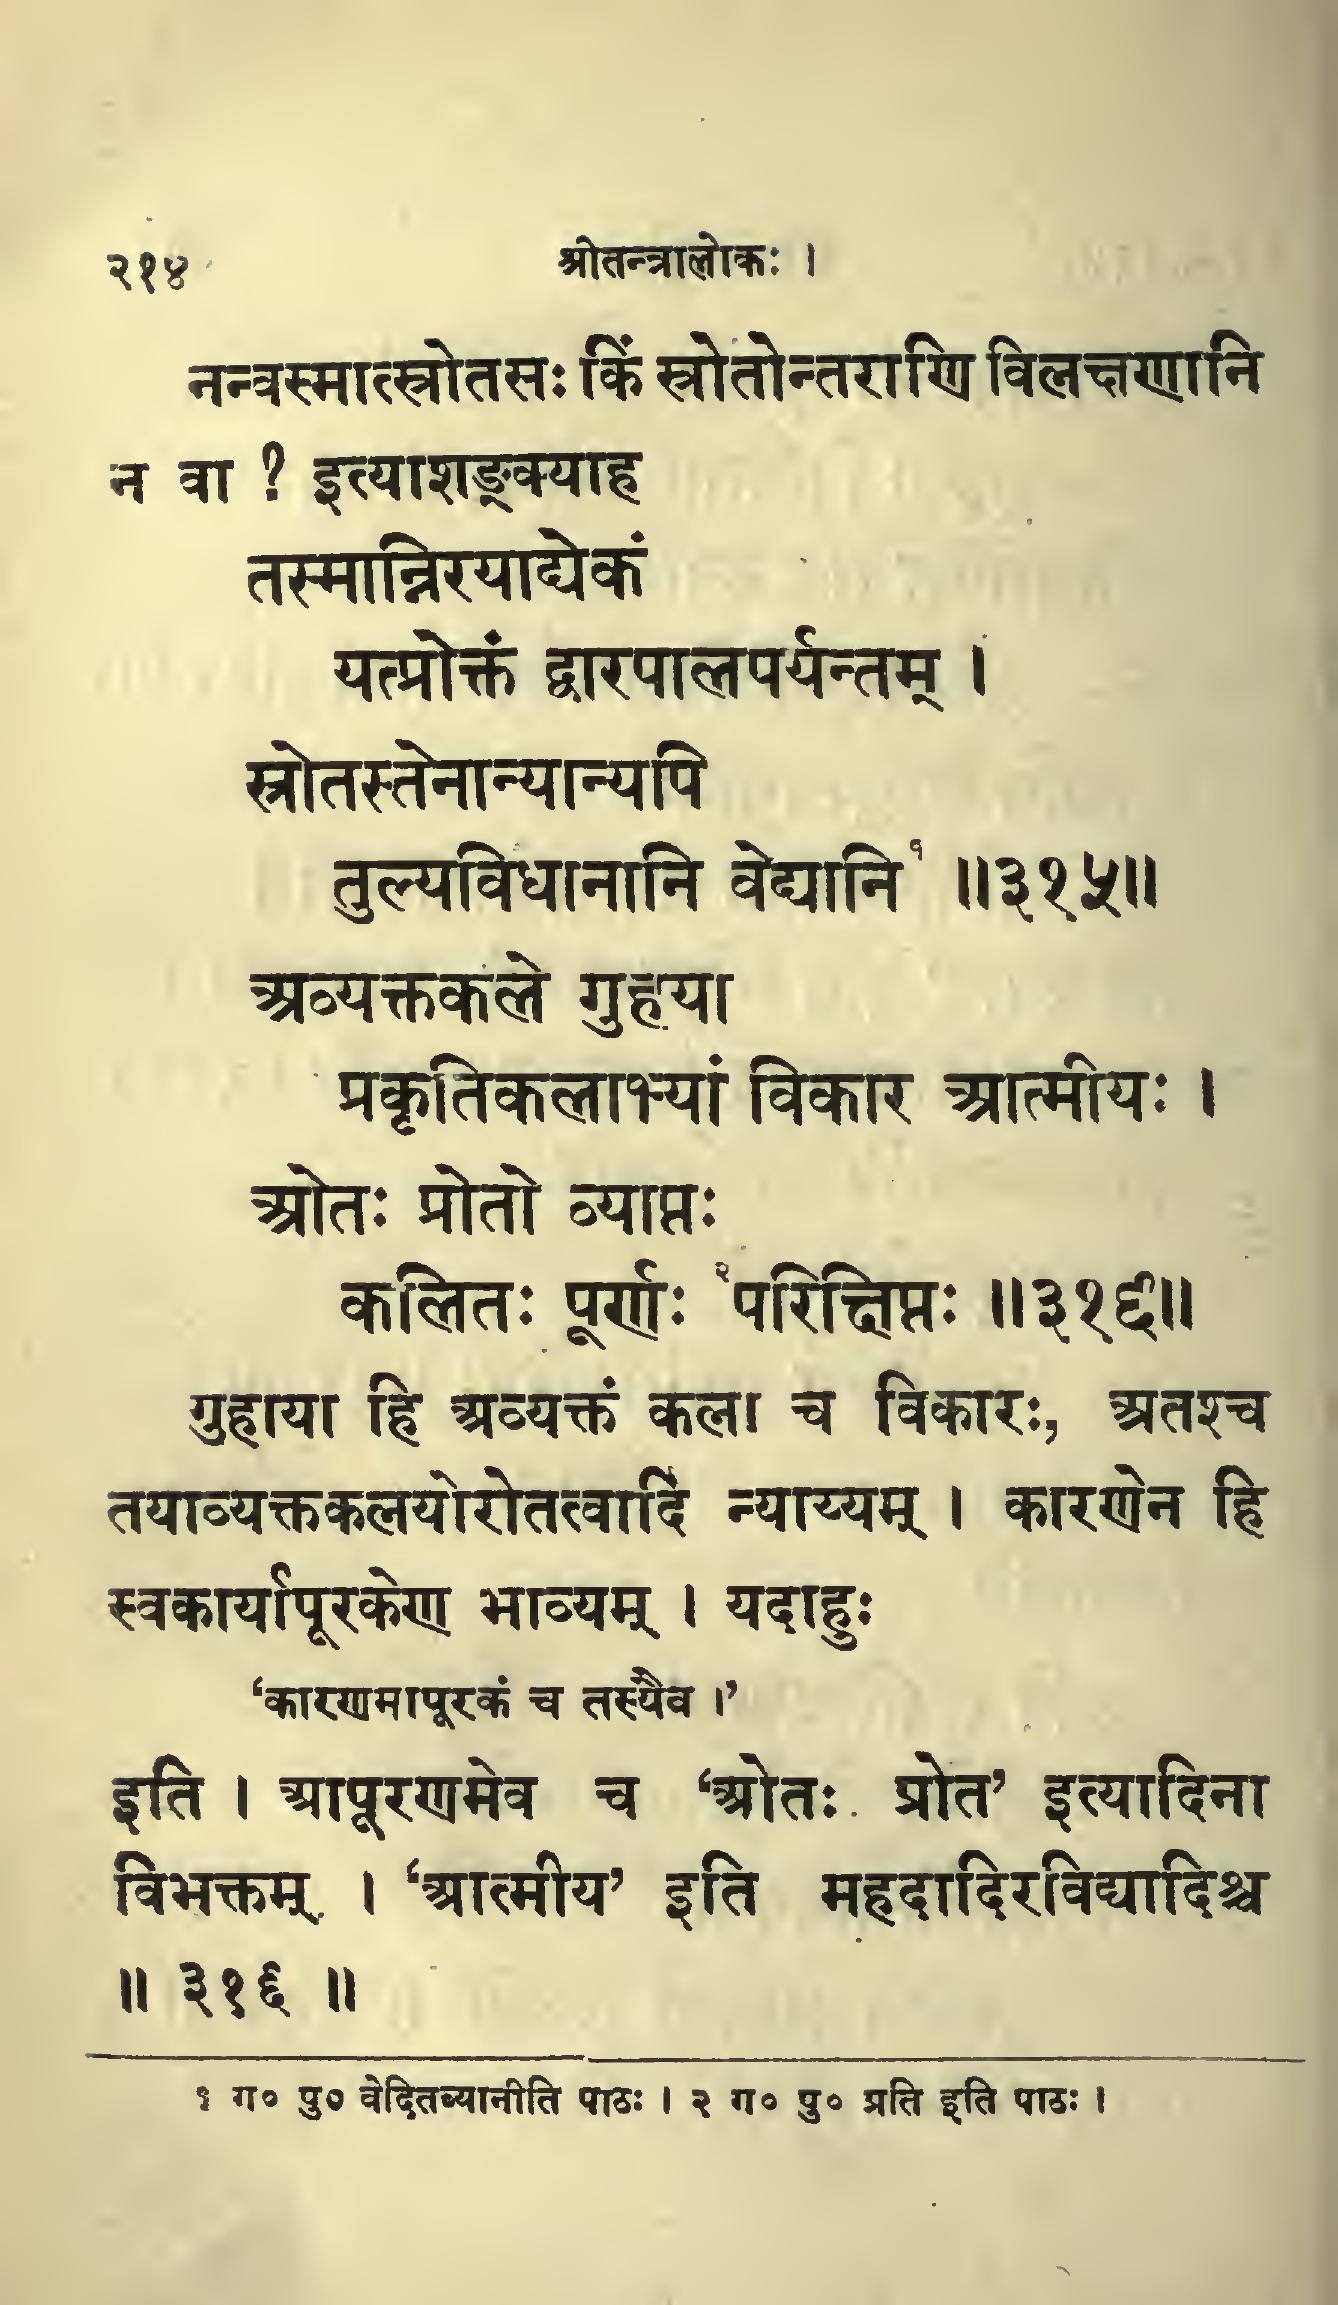 २१४ श्रीतन्त्रालोकः ।
नन्वस्मात्स्रोतसः किं स्रोतोन्तराणि विलक्षणानि
न वा ? इत्याशङ्क्याह
तस्मान्निरयाद्येकं
यत्प्रोक्तं द्वारपालपर्यन्तम् ।
स्रोतस्तेनान्यान्यपि
तुल्यविधानानि वेद्यानि१ ॥३१५॥
अव्यक्तकले गुहया
प्रकृतिकलाभ्यां विकार आत्मीयः ।
ओतः प्रोतो व्याप्तः
कलितः पूर्णः २परिक्षिप्तः ॥३१६॥
गुहाया हि अव्यक्तं कला च विकारः, अतश्च
तयाव्यक्तकलयोरोतत्वादि न्याय्यम् । कारणेन हि
स्वकार्यापूरकेण भाव्यम् । यदाहुः
‘कारणमापूरकं च तस्यैव ।’
इति । आपूरणमेव च ‘ओतः प्रोत’ इत्यादिना
विभक्तम् । ‘आत्मीय’ इति महदादिरविद्यादिश्च
॥ ३१६ ॥
१ ग० पु० वेदितव्यानीति पाठः । २ ग० पु० प्रति इति पाठः ।